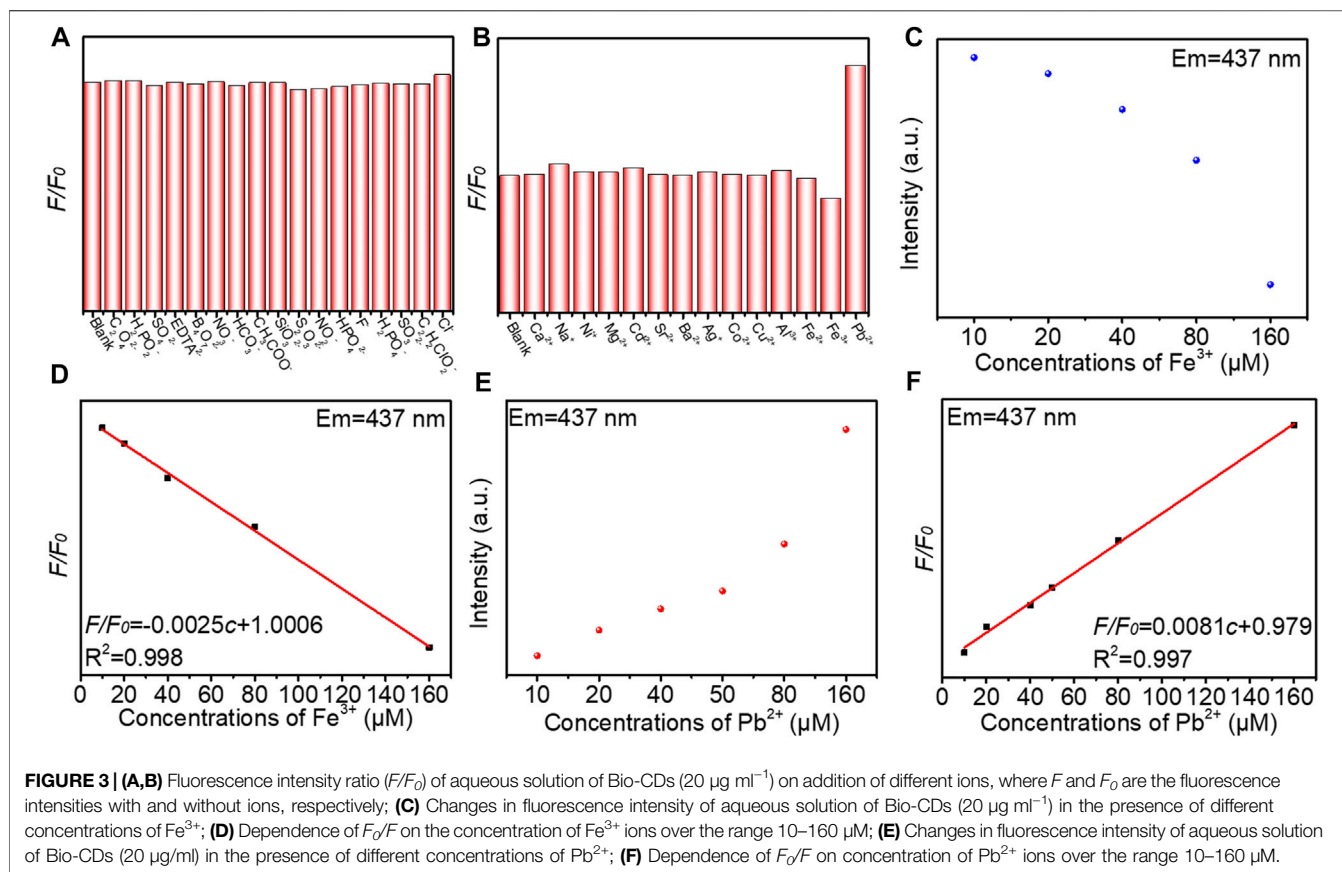 A
F/F₀
Blank
C₂O₄²⁻
H₂PO₂⁻
SO₄²⁻
EDTA²⁻
B₄O₇²⁻
NO₃⁻
HCO₃⁻
CH₃COO⁻
SiO₃²⁻
S₂O₃²⁻
NO₂⁻
HPO₄²⁻
F⁻
H₂PO₄⁻
SO₃²⁻
Cl⁻
B
F/F₀
Blank
Ca²⁺
Na⁺
Ni⁺
Mg²⁺
Cd²⁺
Sr²⁺
Ba²⁺
Ag⁺
Co²⁺
Cu²⁺
Al³⁺
Fe²⁺
Fe³⁺
Pb²⁺
C
Em=437 nm
Intensity (a.u.)
10 20 40 80 160
Concentrations of Fe³⁺ (μM)
D
Em=437 nm
F/F₀
F/F₀=-0.0025c+1.0006
R²=0.998
0 20 40 60 80 100 120 140 160
Concentrations of Fe³⁺ (μM)
E
Em=437 nm
Intensity (a.u.)
10 20 40 50 80 160
Concentrations of Pb²⁺ (μM)
F
Em=437 nm
F/F₀
F/F₀=0.0081c+0.979
R²=0.997
0 20 40 60 80 100 120 140 160
Concentrations of Pb²⁺ (μM)
FIGURE 3 | (A,B) Fluorescence intensity ratio (F/F₀) of aqueous solution of Bio-CDs (20 μg ml⁻¹) on addition of different ions, where F and F₀ are the fluorescence
intensities with and without ions, respectively; (C) Changes in fluorescence intensity of aqueous solution of Bio-CDs (20 μg ml⁻¹) in the presence of different
concentrations of Fe³⁺; (D) Dependence of F₀/F on the concentration of Fe³⁺ ions over the range 10–160 μM; (E) Changes in fluorescence intensity of aqueous solution
of Bio-CDs (20 μg/ml) in the presence of different concentrations of Pb²⁺; (F) Dependence of F₀/F on concentration of Pb²⁺ ions over the range 10–160 μM.